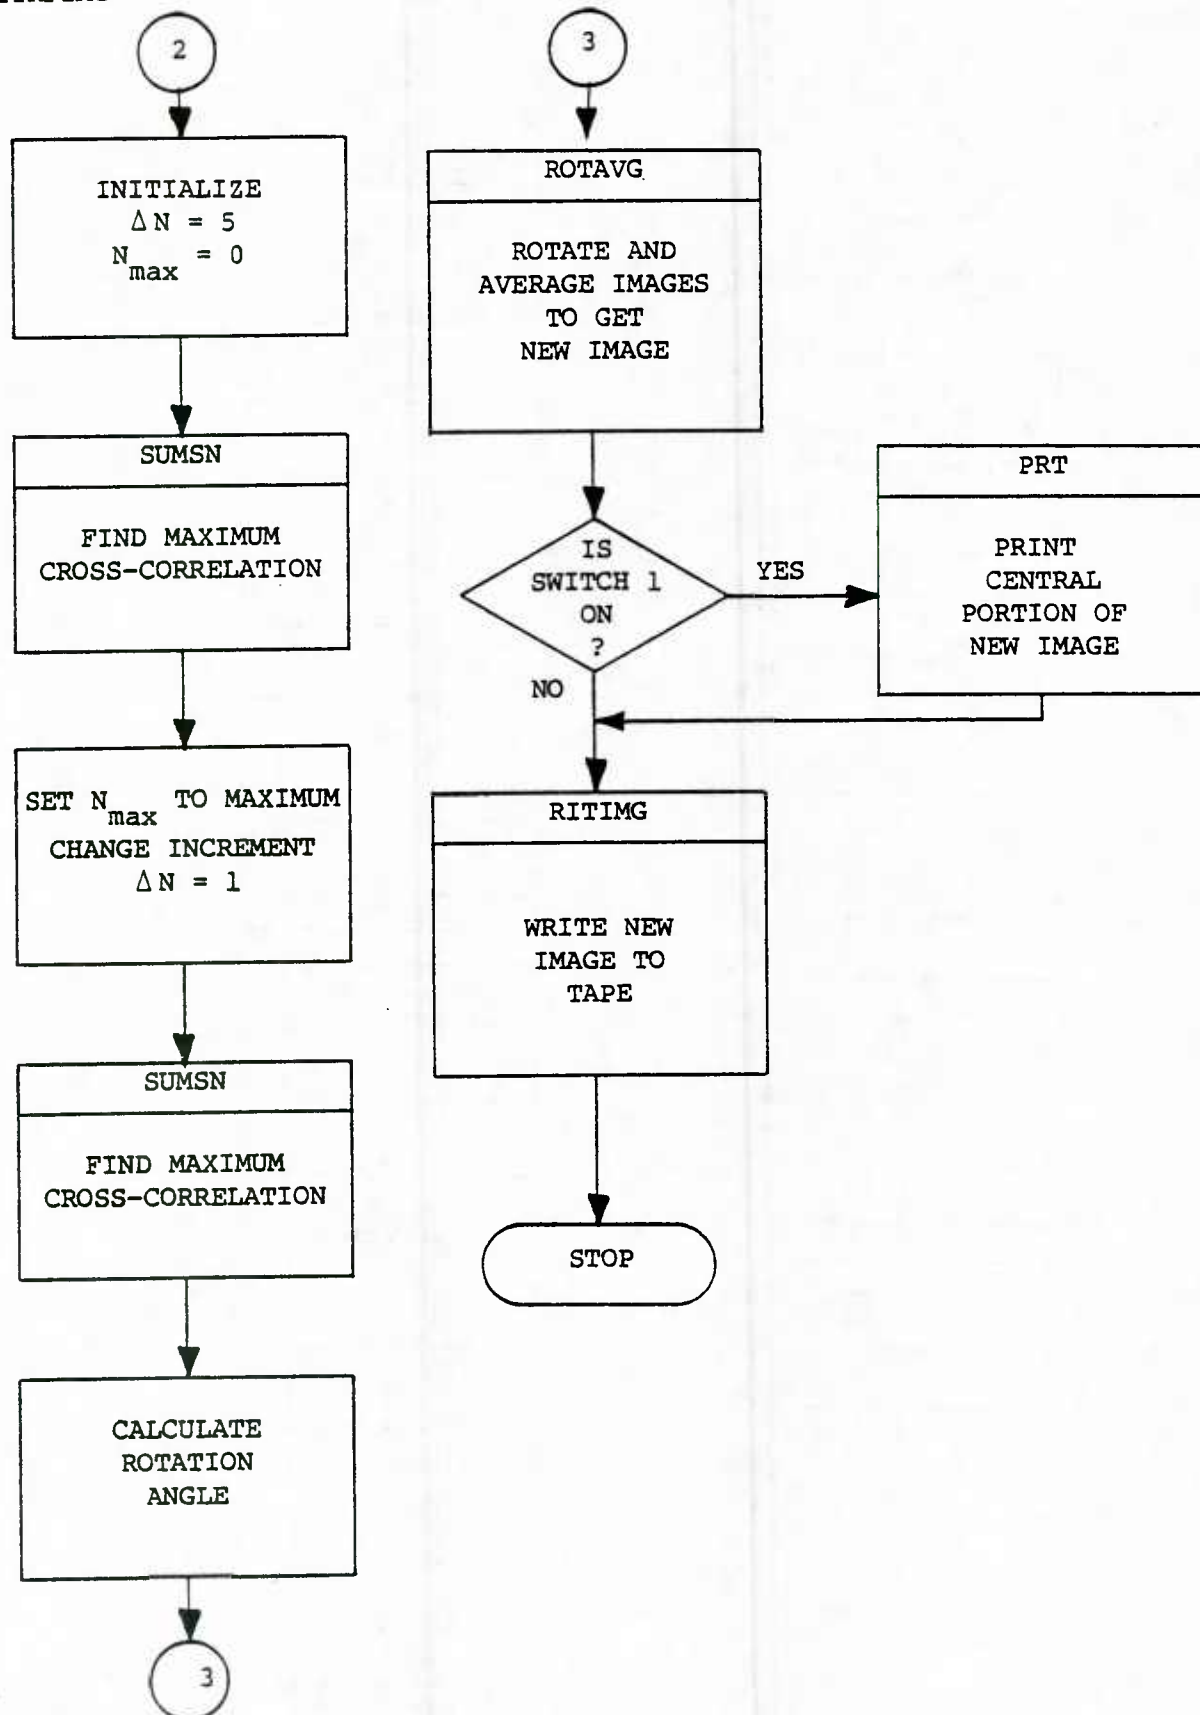 2
INITIALIZE
Δ N = 5
N max = 0
SUMSN
FIND MAXIMUM
CROSS-CORRELATION
SET N max TO MAXIMUM
CHANGE INCREMENT
Δ N = 1
SUMSN
FIND MAXIMUM
CROSS-CORRELATION
CALCULATE
ROTATION
ANGLE
3
3
ROTAVG
ROTATE AND
AVERAGE IMAGES
TO GET
NEW IMAGE
IS
SWITCH 1
ON
?
YES
NO
PRT
PRINT
CENTRAL
PORTION OF
NEW IMAGE
RITIMG
WRITE NEW
IMAGE TO
TAPE
STOP